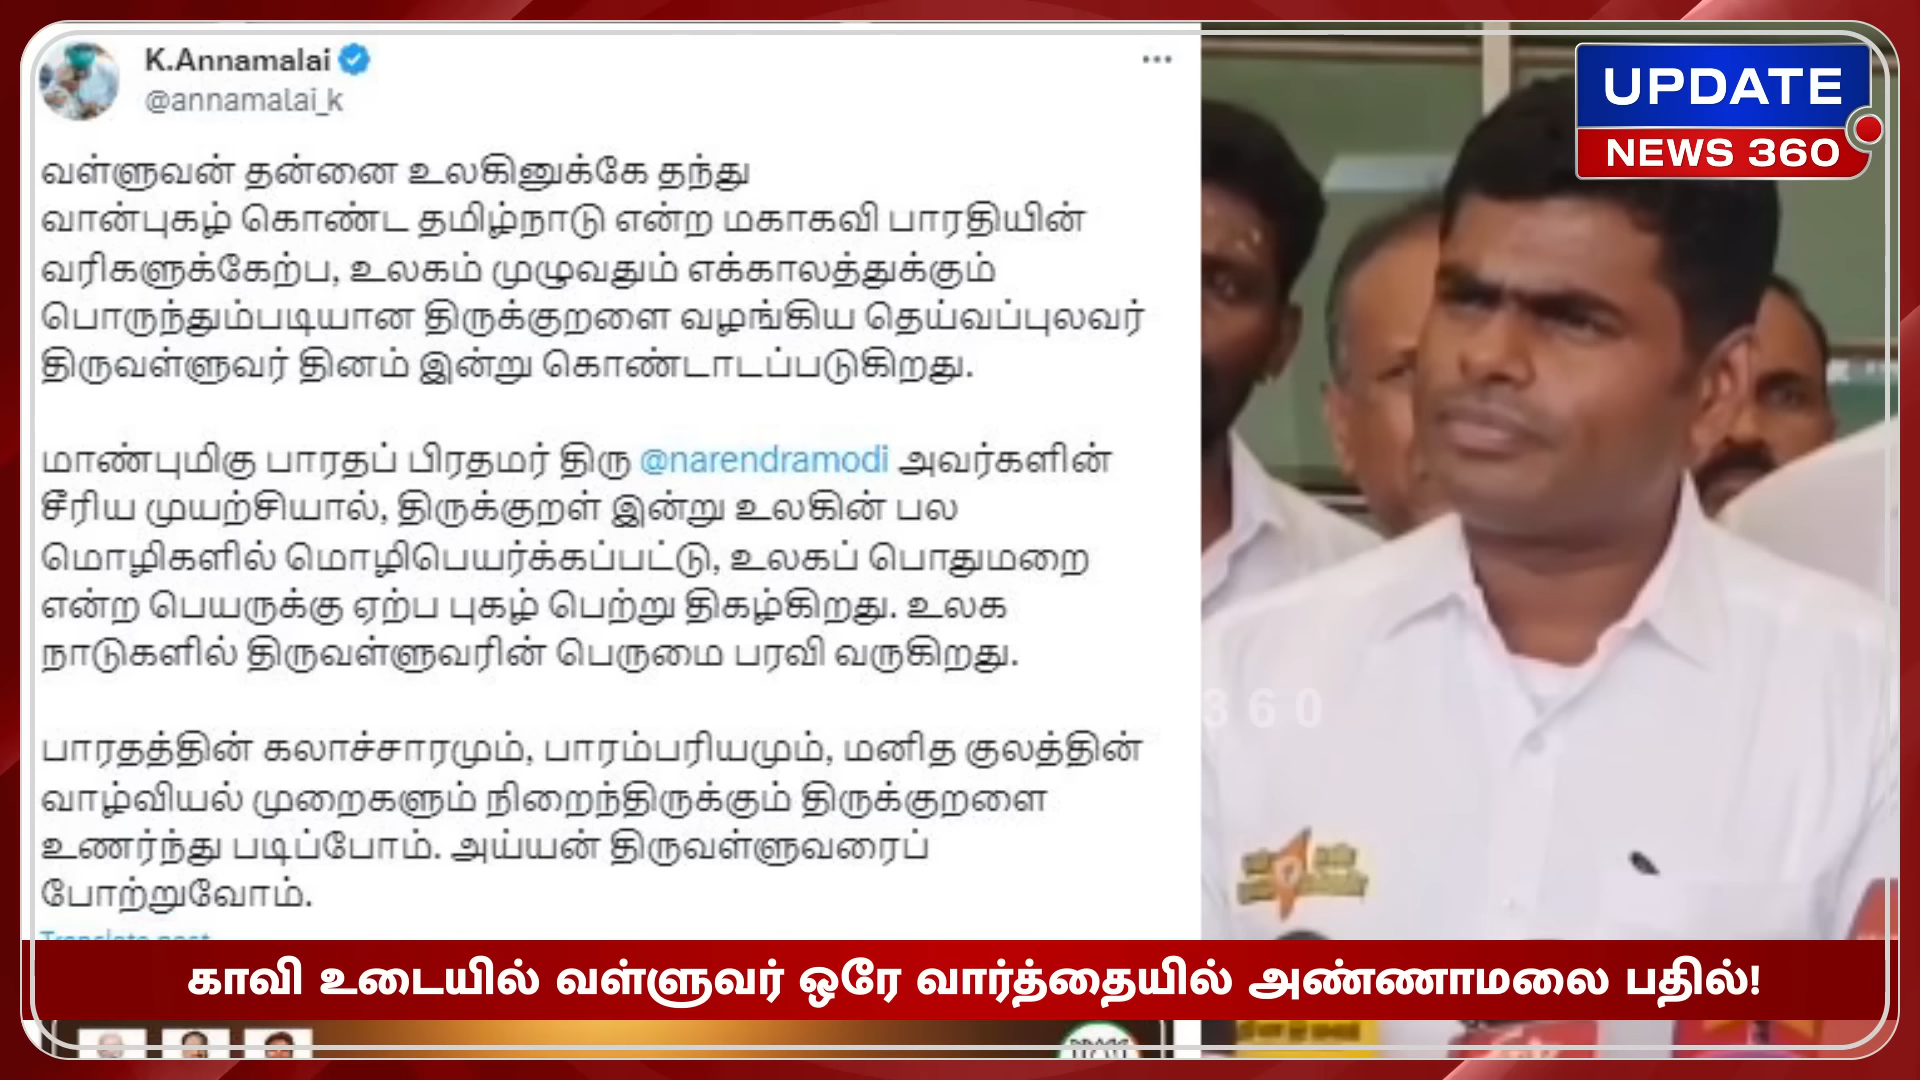 K.Annamalai
@annamalai_k
UPDATE
NEWS 360
வள்ளுவன் தன்னை உலகினுக்கே தந்து
வான்புகழ் கொண்ட தமிழ்நாடு என்ற மகாகவி பாரதியின்
வரிகளுக்கேற்ப, உலகம் முழுவதும் எக்காலத்துக்கும்
பொருந்தும்படியான திருக்குறளை வழங்கிய தெய்வப்புலவர்
திருவள்ளுவர் தினம் இன்று கொண்டாடப்படுகிறது.
மாண்புமிகு பாரதப் பிரதமர் திரு @narendramodi அவர்களின்
சீரிய முயற்சியால், திருக்குறள் இன்று உலகின் பல
மொழிகளில் மொழிபெயர்க்கப்பட்டு, உலகப் பொதுமறை
என்ற பெயருக்கு ஏற்ப புகழ் பெற்று திகழ்கிறது. உலக
நாடுகளில் திருவள்ளுவரின் பெருமை பரவி வருகிறது.
360
பாரதத்தின் கலாச்சாரமும், பாரம்பரியமும், மனித குலத்தின்
வாழ்வியல் முறைகளும் நிறைந்திருக்கும் திருக்குறளை
உணர்ந்து படிப்போம். அய்யன் திருவள்ளுவரைப்
போற்றுவோம்.
காவி உடையில் வள்ளுவர் ஒரே வார்த்தையில் அண்ணாமலை பதில்!